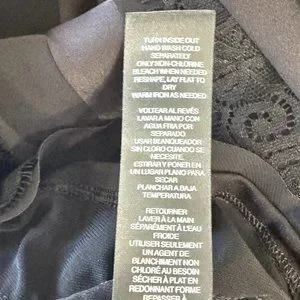 TURN INSIDE OUT
HAND WASH COLD
SEPARATELY
ONLY NON-CHLORINE
BLEACH WHEN NEEDED
RESHAPE, LAY FLAT TO
DRY
WARM IRON AS NEEDED
VOLTEAR AL REVÉS
LAVAR A MANO CON
AGUA FRIA POR
SEPARADO
USAR BLANQUEADOR
SIN CLORO CUANDO SE
NECESITE.
ESTIRAR Y PONER EN
UN LUGAR PLANO PARA
SECAR
PLANCHAR A BAJA
TEMPERATURA.
RETOURNER
LAVER À LA MAIN
SÉPARÉMENT À L'EAU
FROIDE
UTILISER SEULEMENT
UN AGENT DE
BLANCHIMENT NON
CHLORÉ AU BESOIN
SÉCHER À PLAT EN
REDONNANT FORME
REPASSER À